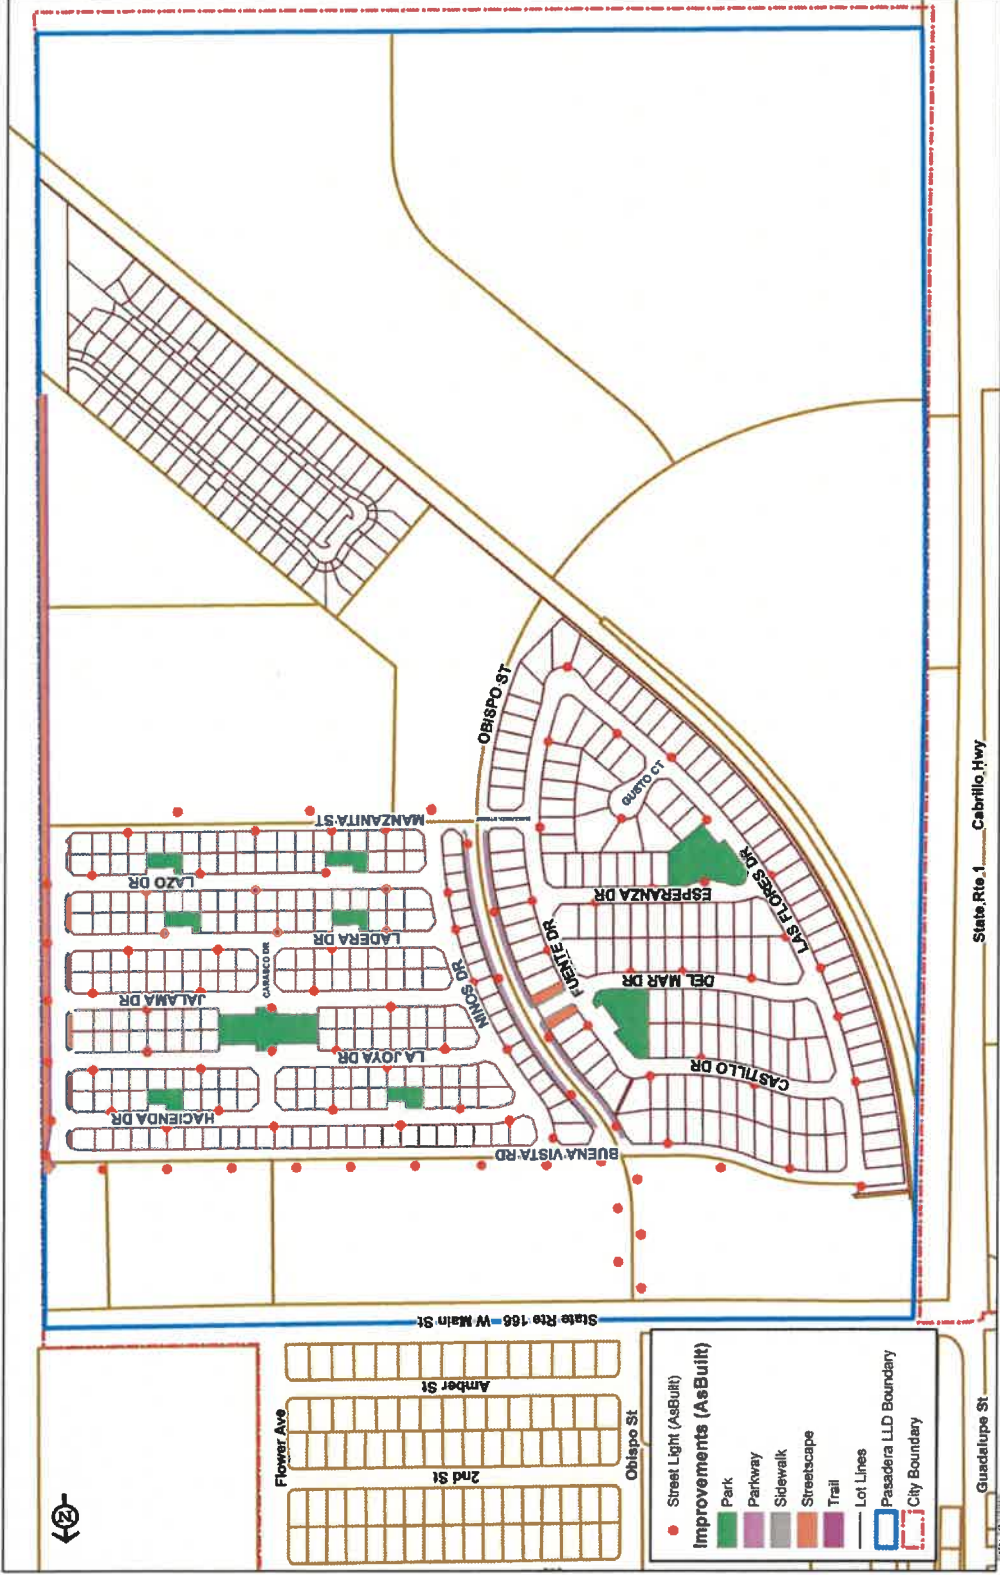 OBISPO ST
MANZANITA ST
LAZO DR
LADERA DR
CARASCO DR
JALAMA DR
LA JOYA DR
HACIENDA DR
NINOS DR
BUENA VISTA RD
GUSTO CT
ESPERANZA DR
LAS FLORES DR
FUENTE DR
DEL MAR DR
CASTILLO DR
State Rte 1 Cabrillo Hwy
State Rte 166 W Main St
Amber St
Flower Ave
2nd St
Obispo St
Guadalupe St
N
Street Light (AsBuilt)
Improvements (AsBuilt)
Park
Parkway
Sidewalk
Streetscape
Trail
Lot Lines
Pasadera LLD Boundary
City Boundary